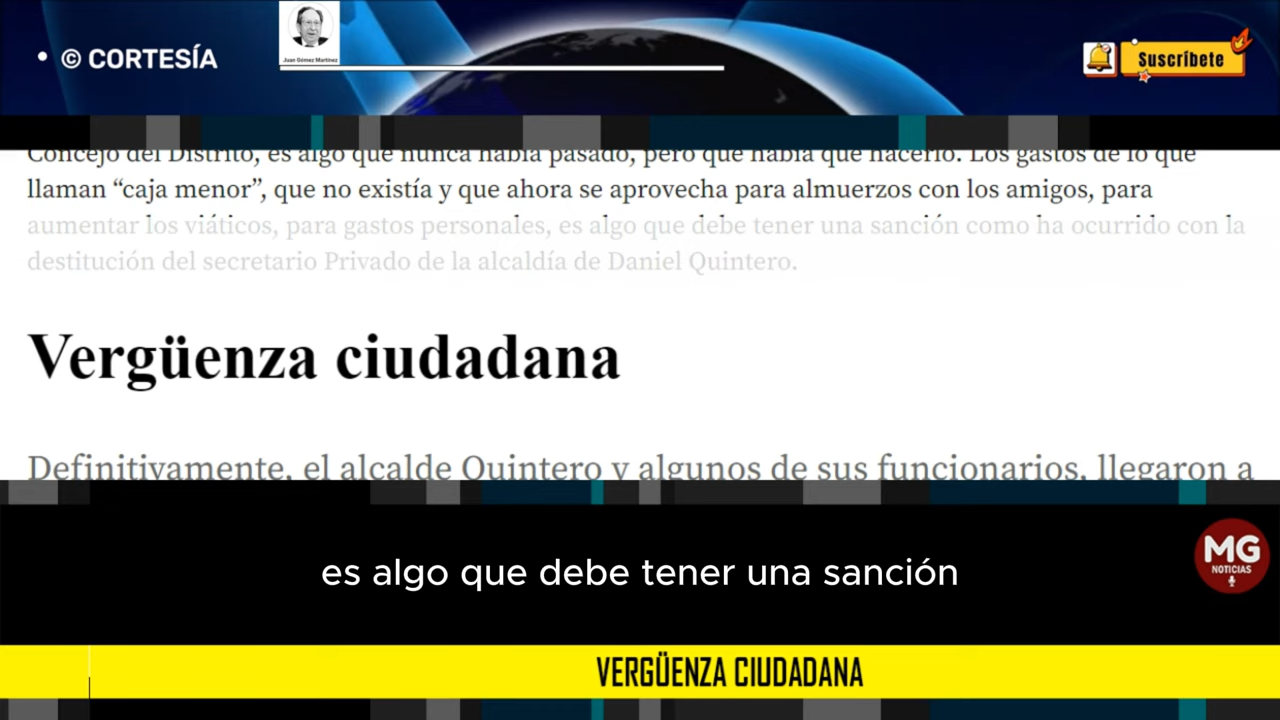 • © CORTESÍA
Juan Gómez Martínez
Suscríbete
Concejo del Distrito, es algo que nunca había pasado, pero que había que hacerlo. Los gastos de lo que
llaman “caja menor”, que no existía y que ahora se aprovecha para almuerzos con los amigos, para
aumentar los viáticos, para gastos personales, es algo que debe tener una sanción como ha ocurrido con la
destitución del secretario Privado de la alcaldía de Daniel Quintero.
Vergüenza ciudadana
Definitivamente, el alcalde Quintero y algunos de sus funcionarios, llegaron a
es algo que debe tener una sanción
MG
NOTICIAS
VERGÜENZA CIUDADANA